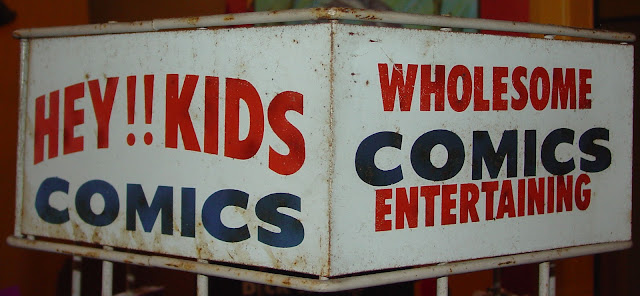 HEY!! KIDS
COMICS
WHOLESOME
COMICS
ENTERTAINING